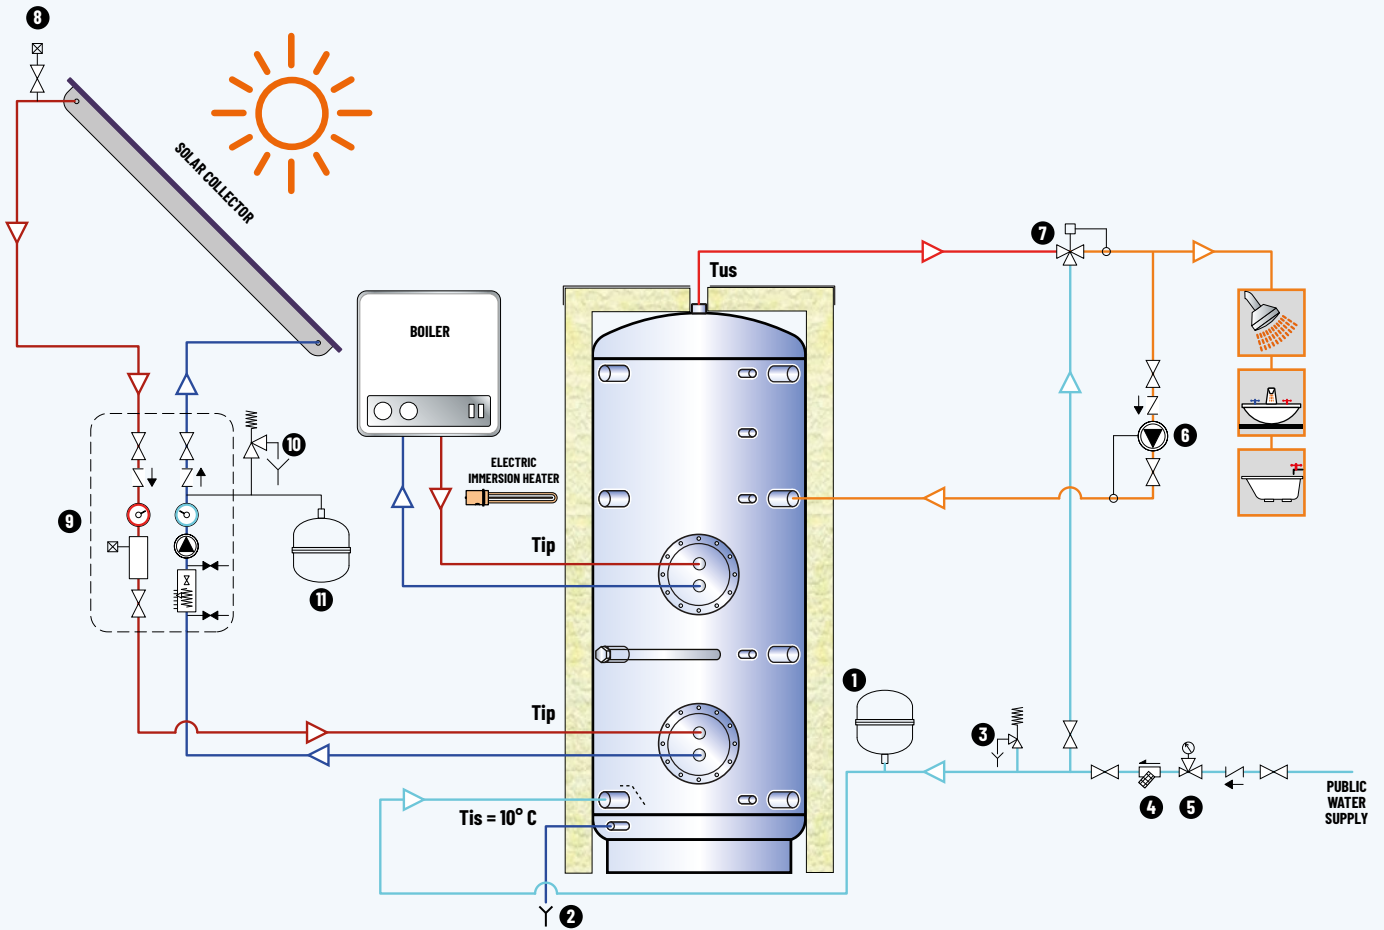 8
SOLAR COLLECTOR
7
Tus
BOILER
6
10
ELECTRIC
IMMERSION HEATER
9
Tip
11
1
Tip
3
4
5
PUBLIC
WATER
SUPPLY
Tis = 10° C
2